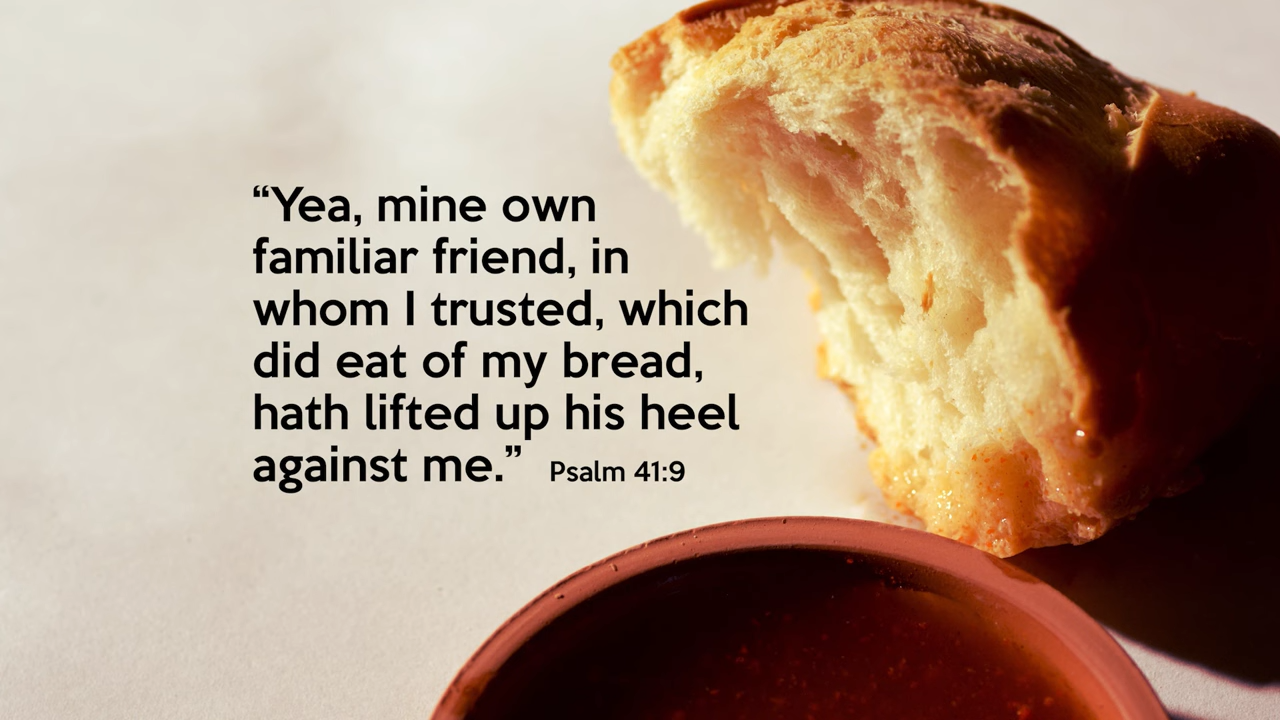 “Yea, mine own
familiar friend, in
whom I trusted, which
did eat of my bread,
hath lifted up his heel
against me.” Psalm 41:9